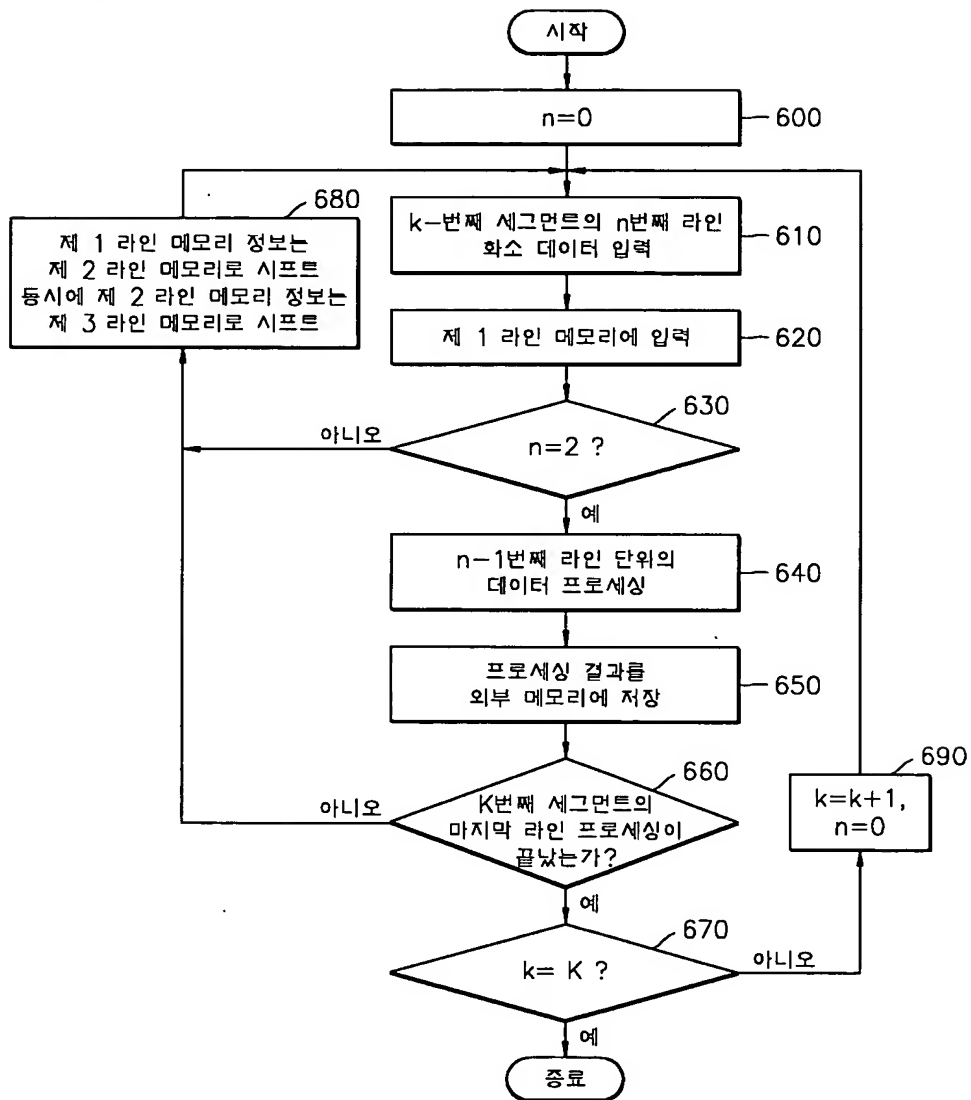 시작
n=0
600
680
제 1 라인 메모리 정보는
제 2 라인 메모리로 시프트
동시에 제 2 라인 메모리 정보는
제 3 라인 메모리로 시프트
k-번째 세그먼트의 n번째 라인
화소 데이터 입력
610
제 1 라인 메모리에 입력
620
630
아니오
n=2 ?
예
n-1번째 라인 단위의
데이터 프로세싱
640
프로세싱 결과를
외부 메모리에 저장
650
660
690
아니오
K번째 세그먼트의
마지막 라인 프로세싱이
끝났는가?
k=k+1,
n=0
예
670
k= K ?
아니오
예
종료